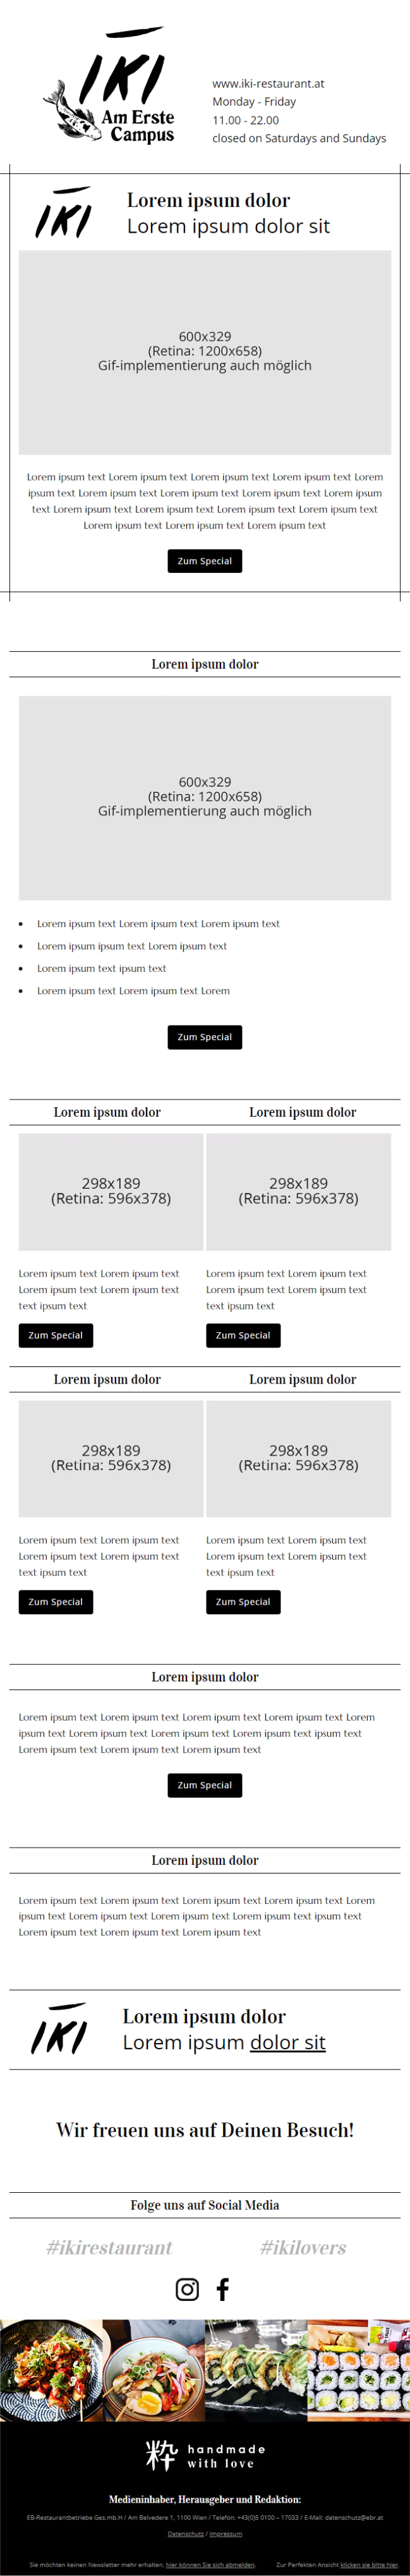 IKI
Am Erste
Campus
www.iki-restaurant.at
Monday - Friday
11.00 - 22.00
closed on Saturdays and Sundays
IKI
Lorem ipsum dolor
Lorem ipsum dolor sit
600x329
(Retina: 1200x658)
Gif-implementierung auch möglich
Lorem ipsum text Lorem ipsum text Lorem ipsum text Lorem ipsum text Lorem
ipsum text Lorem ipsum text Lorem ipsum text Lorem ipsum text Lorem ipsum
text Lorem ipsum text Lorem ipsum text Lorem ipsum text Lorem ipsum text
Lorem ipsum text Lorem ipsum text Lorem ipsum text
Zum Special
Lorem ipsum dolor
600x329
(Retina: 1200x658)
Gif-implementierung auch möglich
• Lorem ipsum text Lorem ipsum text Lorem ipsum text
• Lorem ipsum ipsum text Lorem ipsum text
• Lorem ipsum text ipsum text
• Lorem ipsum text Lorem ipsum text Lorem
Zum Special
Lorem ipsum dolor
Lorem ipsum dolor
298x189
(Retina: 596x378)
298x189
(Retina: 596x378)
Lorem ipsum text Lorem ipsum text
Lorem ipsum text Lorem ipsum text
text ipsum text
Zum Special
Lorem ipsum text Lorem ipsum text
Lorem ipsum text Lorem ipsum text
text ipsum text
Zum Special
Lorem ipsum dolor
Lorem ipsum dolor
298x189
(Retina: 596x378)
298x189
(Retina: 596x378)
Lorem ipsum text Lorem ipsum text
Lorem ipsum text Lorem ipsum text
text ipsum text
Zum Special
Lorem ipsum text Lorem ipsum text
Lorem ipsum text Lorem ipsum text
text ipsum text
Zum Special
Lorem ipsum dolor
Lorem ipsum text Lorem ipsum text Lorem ipsum text Lorem ipsum text Lorem
ipsum text Lorem ipsum text Lorem ipsum text Lorem ipsum text ipsum text
Lorem ipsum text Lorem ipsum text Lorem ipsum text
Zum Special
Lorem ipsum dolor
Lorem ipsum text Lorem ipsum text Lorem ipsum text Lorem ipsum text Lorem
ipsum text Lorem ipsum text Lorem ipsum text Lorem ipsum text ipsum text
Lorem ipsum text Lorem ipsum text Lorem ipsum text
IKI
Lorem ipsum dolor
Lorem ipsum dolor sit
Wir freuen uns auf Deinen Besuch!
Folge uns auf Social Media
#ikirestaurant
#ikilovers
粋 handmade
with love
Medieninhaber, Herausgeber und Redaktion:
EB-Restaurantbetriebe Ges.mb.H / Am Belvedere 1, 1100 Wien / Telefon: +43(0)5 0100 – 17033 / E-Mail: datenschutz@ebr.at
Datenschutz / Impressum
Sie möchten keinen Newsletter mehr erhalten, hier können Sie sich abmelden.
Zur Perfekten Ansicht klicken sie bitte hier.